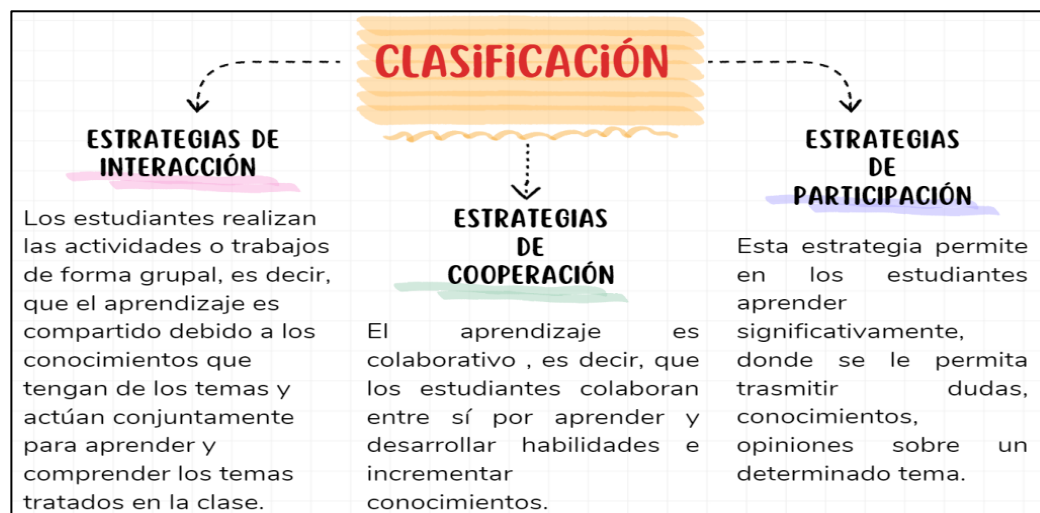 CLASiFiCACiÓN
ESTRATEGIAS DE
INTERACCIÓN
Los estudiantes realizan
las actividades o trabajos
de forma grupal, es decir,
que el aprendizaje es
compartido debido a los
conocimientos que
tengan de los temas y
actúan conjuntamente
para aprender y
comprender los temas
tratados en la clase.
ESTRATEGIAS
DE
COOPERACIÓN
El aprendizaje es
colaborativo , es decir, que
los estudiantes colaboran
entre sí por aprender y
desarrollar habilidades e
incrementar
conocimientos.
ESTRATEGIAS
DE
PARTICIPACIÓN
Esta estrategia permite
en los estudiantes
aprender
significativamente,
donde se le permita
trasmitir dudas,
conocimientos,
opiniones sobre un
determinado tema.